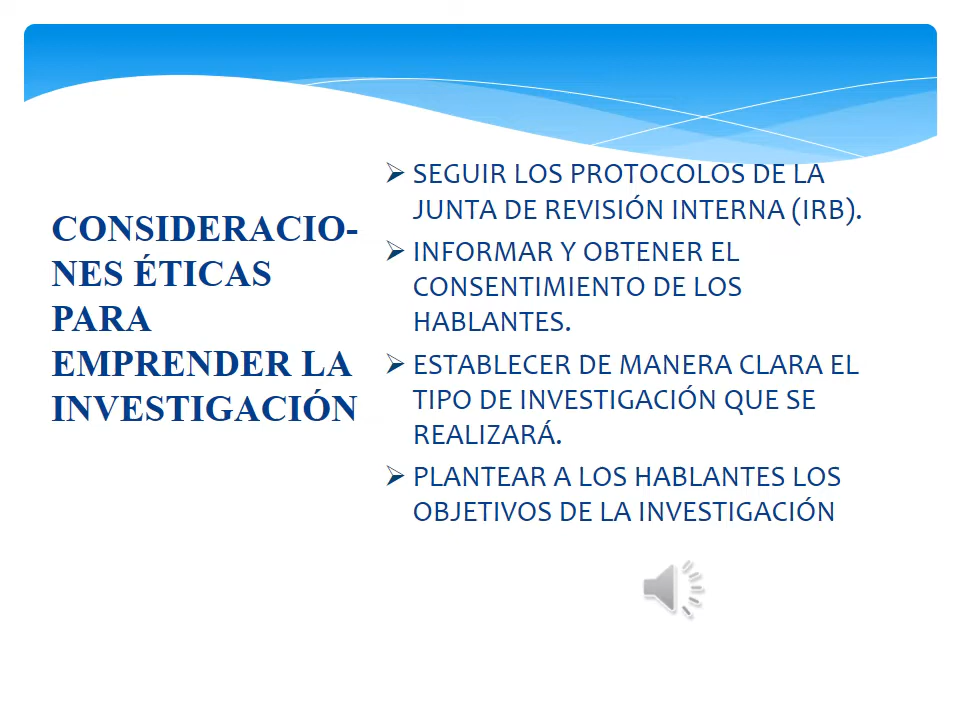 CONSIDERACIO-
NES ÉTICAS
PARA
EMPRENDER LA
INVESTIGACIÓN
SEGUIR LOS PROTOCOLOS DE LA
JUNTA DE REVISIÓN INTERNA (IRB).
INFORMAR Y OBTENER EL
CONSENTIMIENTO DE LOS
HABLANTES.
ESTABLECER DE MANERA CLARA EL
TIPO DE INVESTIGACIÓN QUE SE
REALIZARÁ.
PLANTEAR A LOS HABLANTES LOS
OBJETIVOS DE LA INVESTIGACIÓN